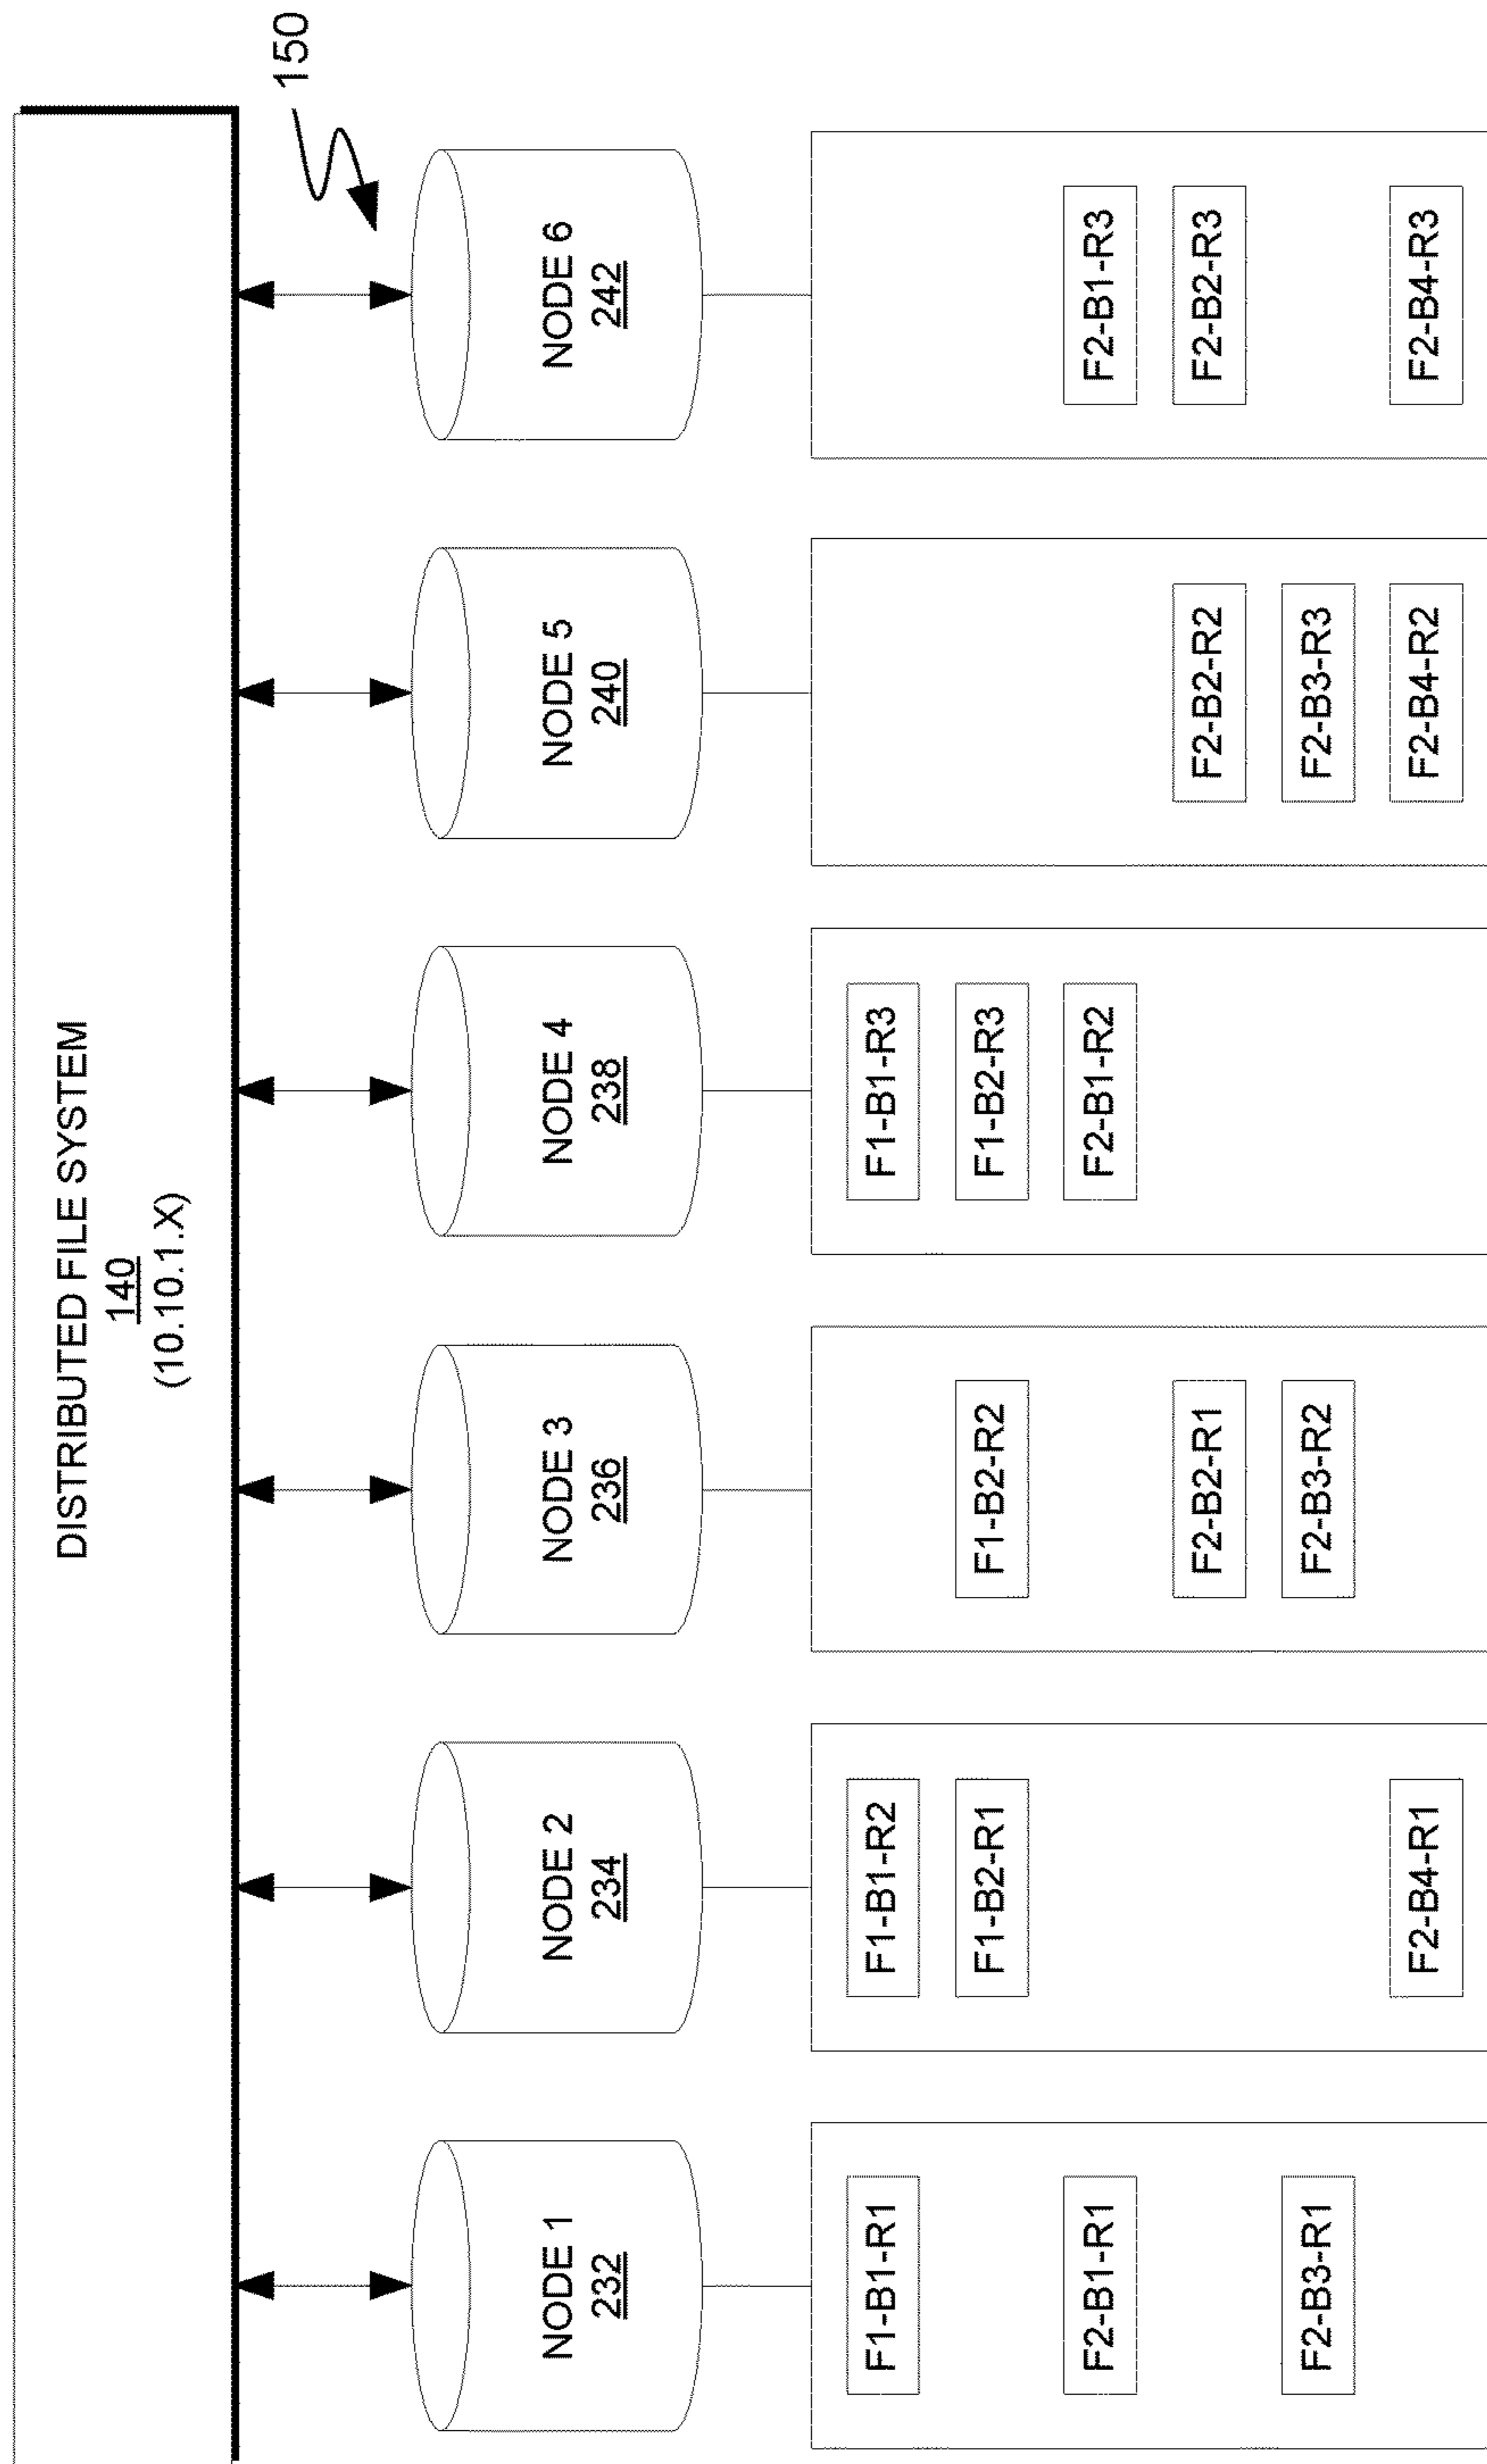 DISTRIBUTED FILE SYSTEM
140
(10.10.1.X)
150
NODE 1
232
NODE 2
234
NODE 3
236
NODE 4
238
NODE 5
240
NODE 6
242
F1-B1-R1
F2-B1-R1
F2-B3-R1
F1-B1-R2
F1-B2-R1
F2-B4-R1
F1-B2-R2
F2-B2-R1
F2-B3-R2
F1-B1-R3
F1-B2-R3
F2-B1-R2
F2-B2-R2
F2-B3-R3
F2-B4-R2
F2-B1-R3
F2-B2-R3
F2-B4-R3